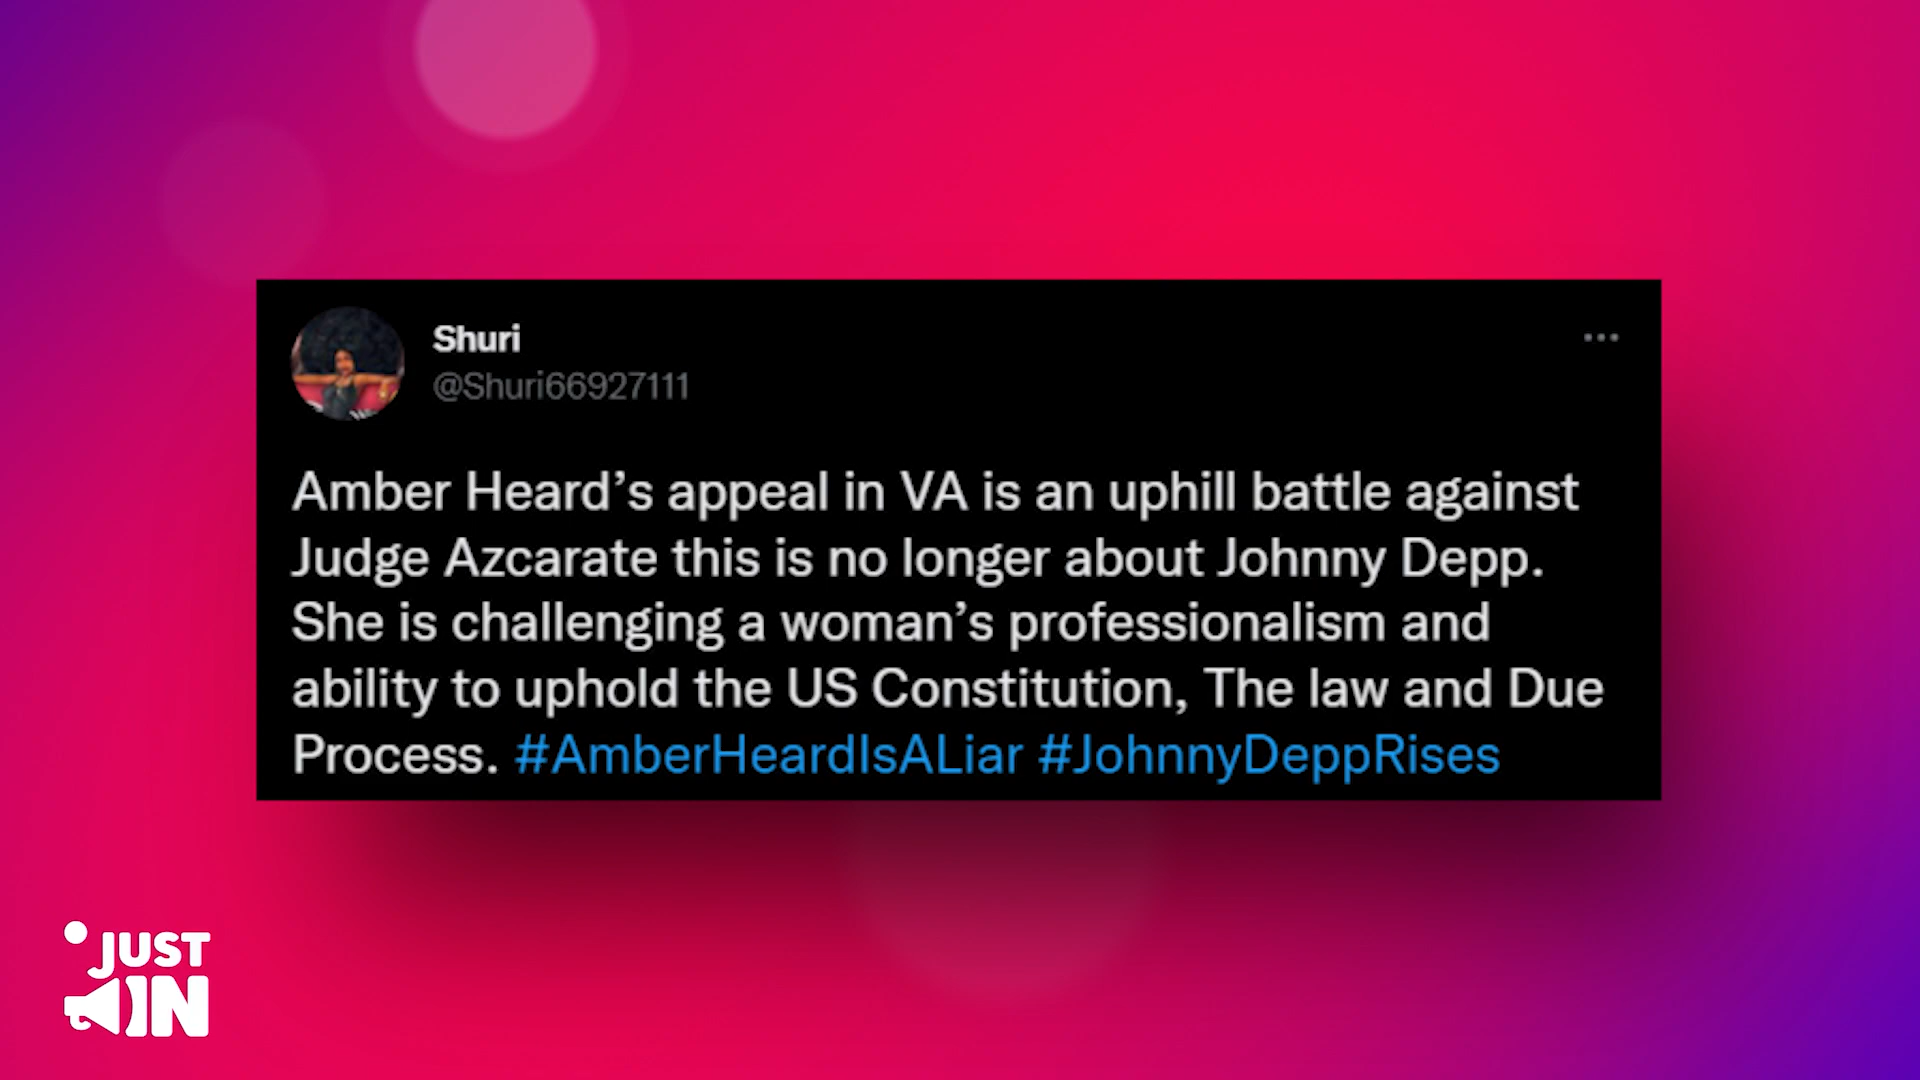 Shuri
@Shuri66927111
Amber Heard’s appeal in VA is an uphill battle against
Judge Azcarate this is no longer about Johnny Depp.
She is challenging a woman’s professionalism and
ability to uphold the US Constitution, The law and Due
Process. #AmberHeardIsALiar #JohnnyDeppRises
JUST
IN